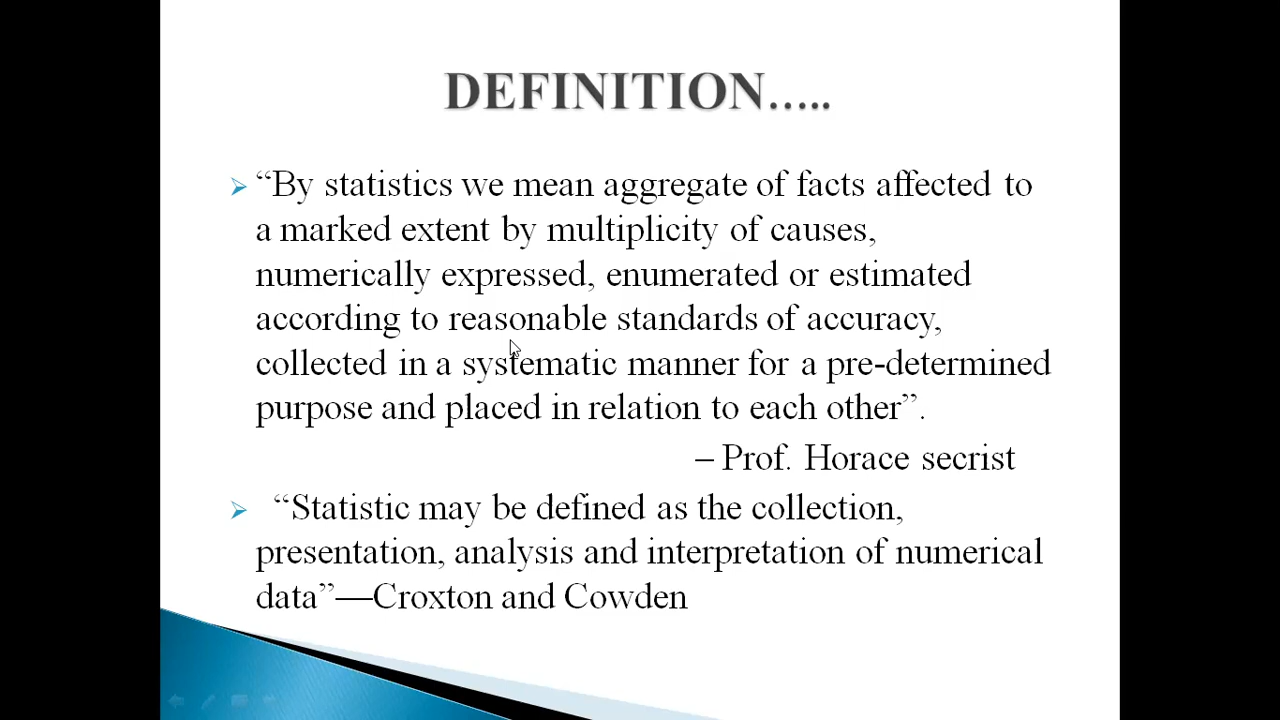 DEFINITION…..
“By statistics we mean aggregate of facts affected to
a marked extent by multiplicity of causes,
numerically expressed, enumerated or estimated
according to reasonable standards of accuracy,
collected in a systematic manner for a pre-determined
purpose and placed in relation to each other”.
– Prof. Horace secrist
“Statistic may be defined as the collection,
presentation, analysis and interpretation of numerical
data”—Croxton and Cowden